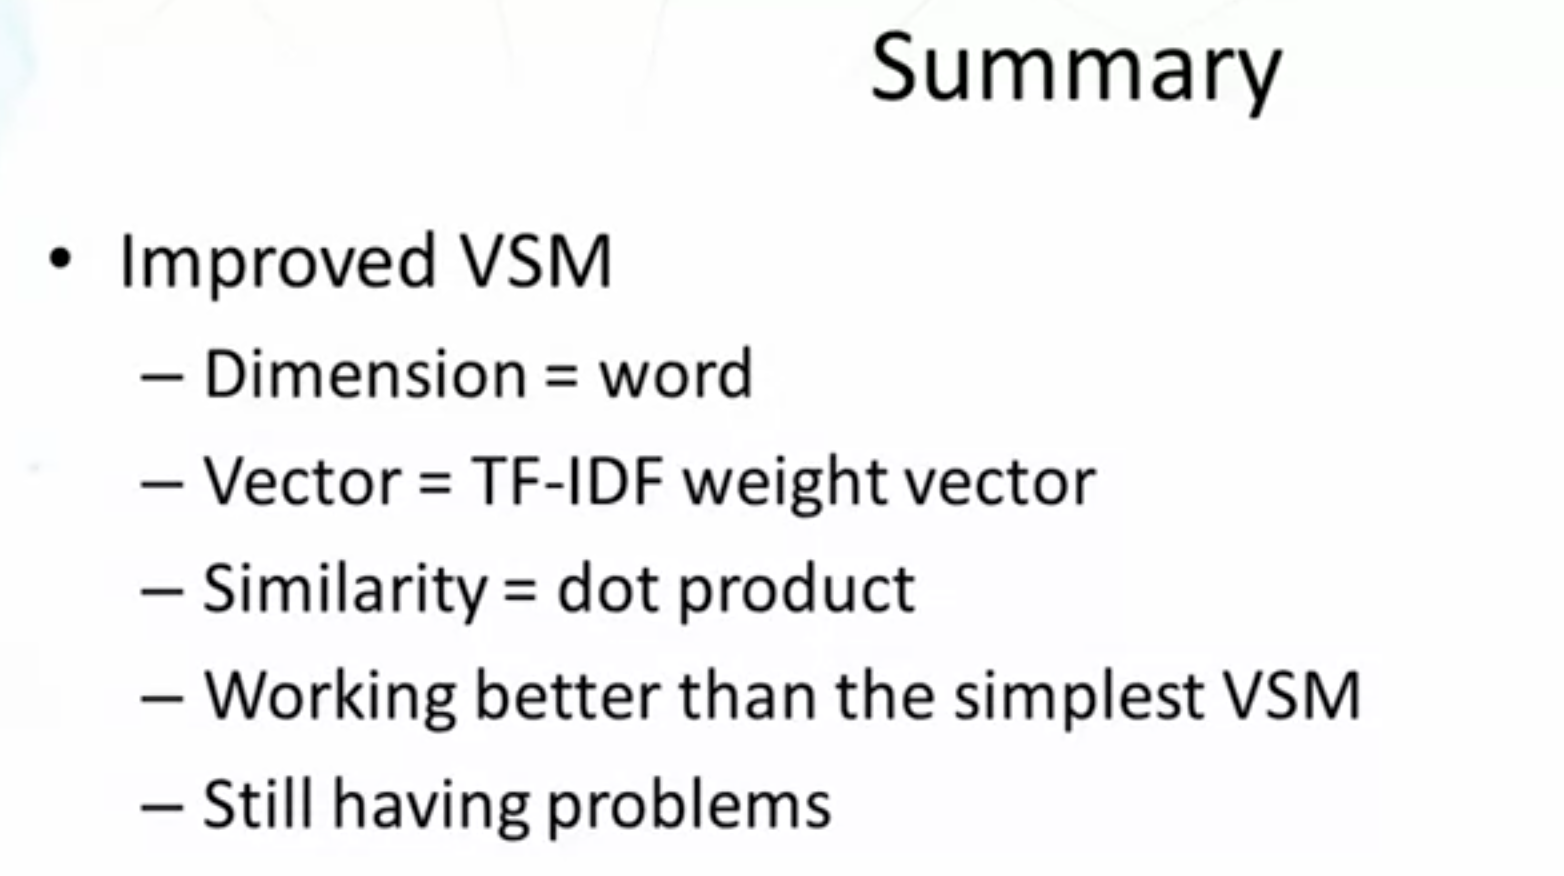 Summary
• Improved VSM
– Dimension = word
– Vector = TF-IDF weight vector
– Similarity = dot product
– Working better than the simplest VSM
– Still having problems